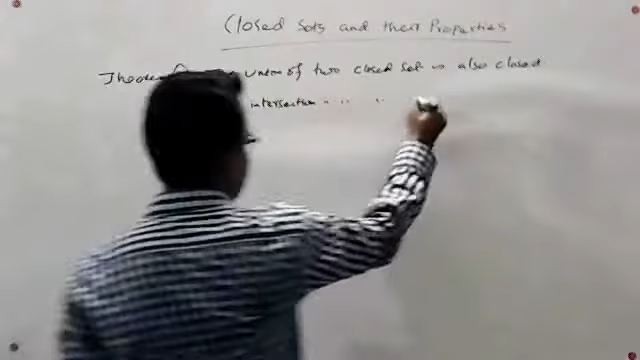 Closed Sets and their Properties
Theorem union of two closed set is also closed
intersection " " "